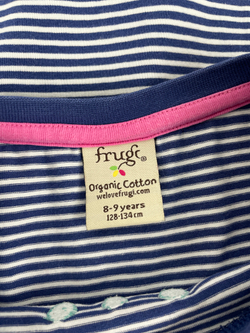 frugi®
Organic Cotton
welovefrugi.com
8-9 years
128-134cm